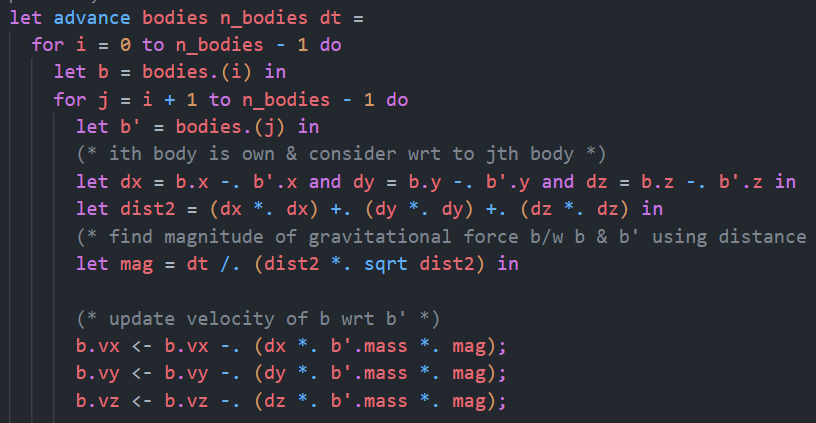 let advance bodies n_bodies dt =
for i = 0 to n_bodies - 1 do
let b = bodies.(i) in
for j = i + 1 to n_bodies - 1 do
let b' = bodies.(j) in
(* ith body is own & consider wrt to jth body *)
let dx = b.x -. b'.x and dy = b.y -. b'.y and dz = b.z -. b'.z in
let dist2 = (dx *. dx) +. (dy *. dy) +. (dz *. dz) in
(* find magnitude of gravitational force b/w b & b' using distance
let mag = dt /. (dist2 *. sqrt dist2) in
(* update velocity of b wrt b' *)
b.vx <- b.vx -. (dx *. b'.mass *. mag);
b.vy <- b.vy -. (dy *. b'.mass *. mag);
b.vz <- b.vz -. (dz *. b'.mass *. mag);